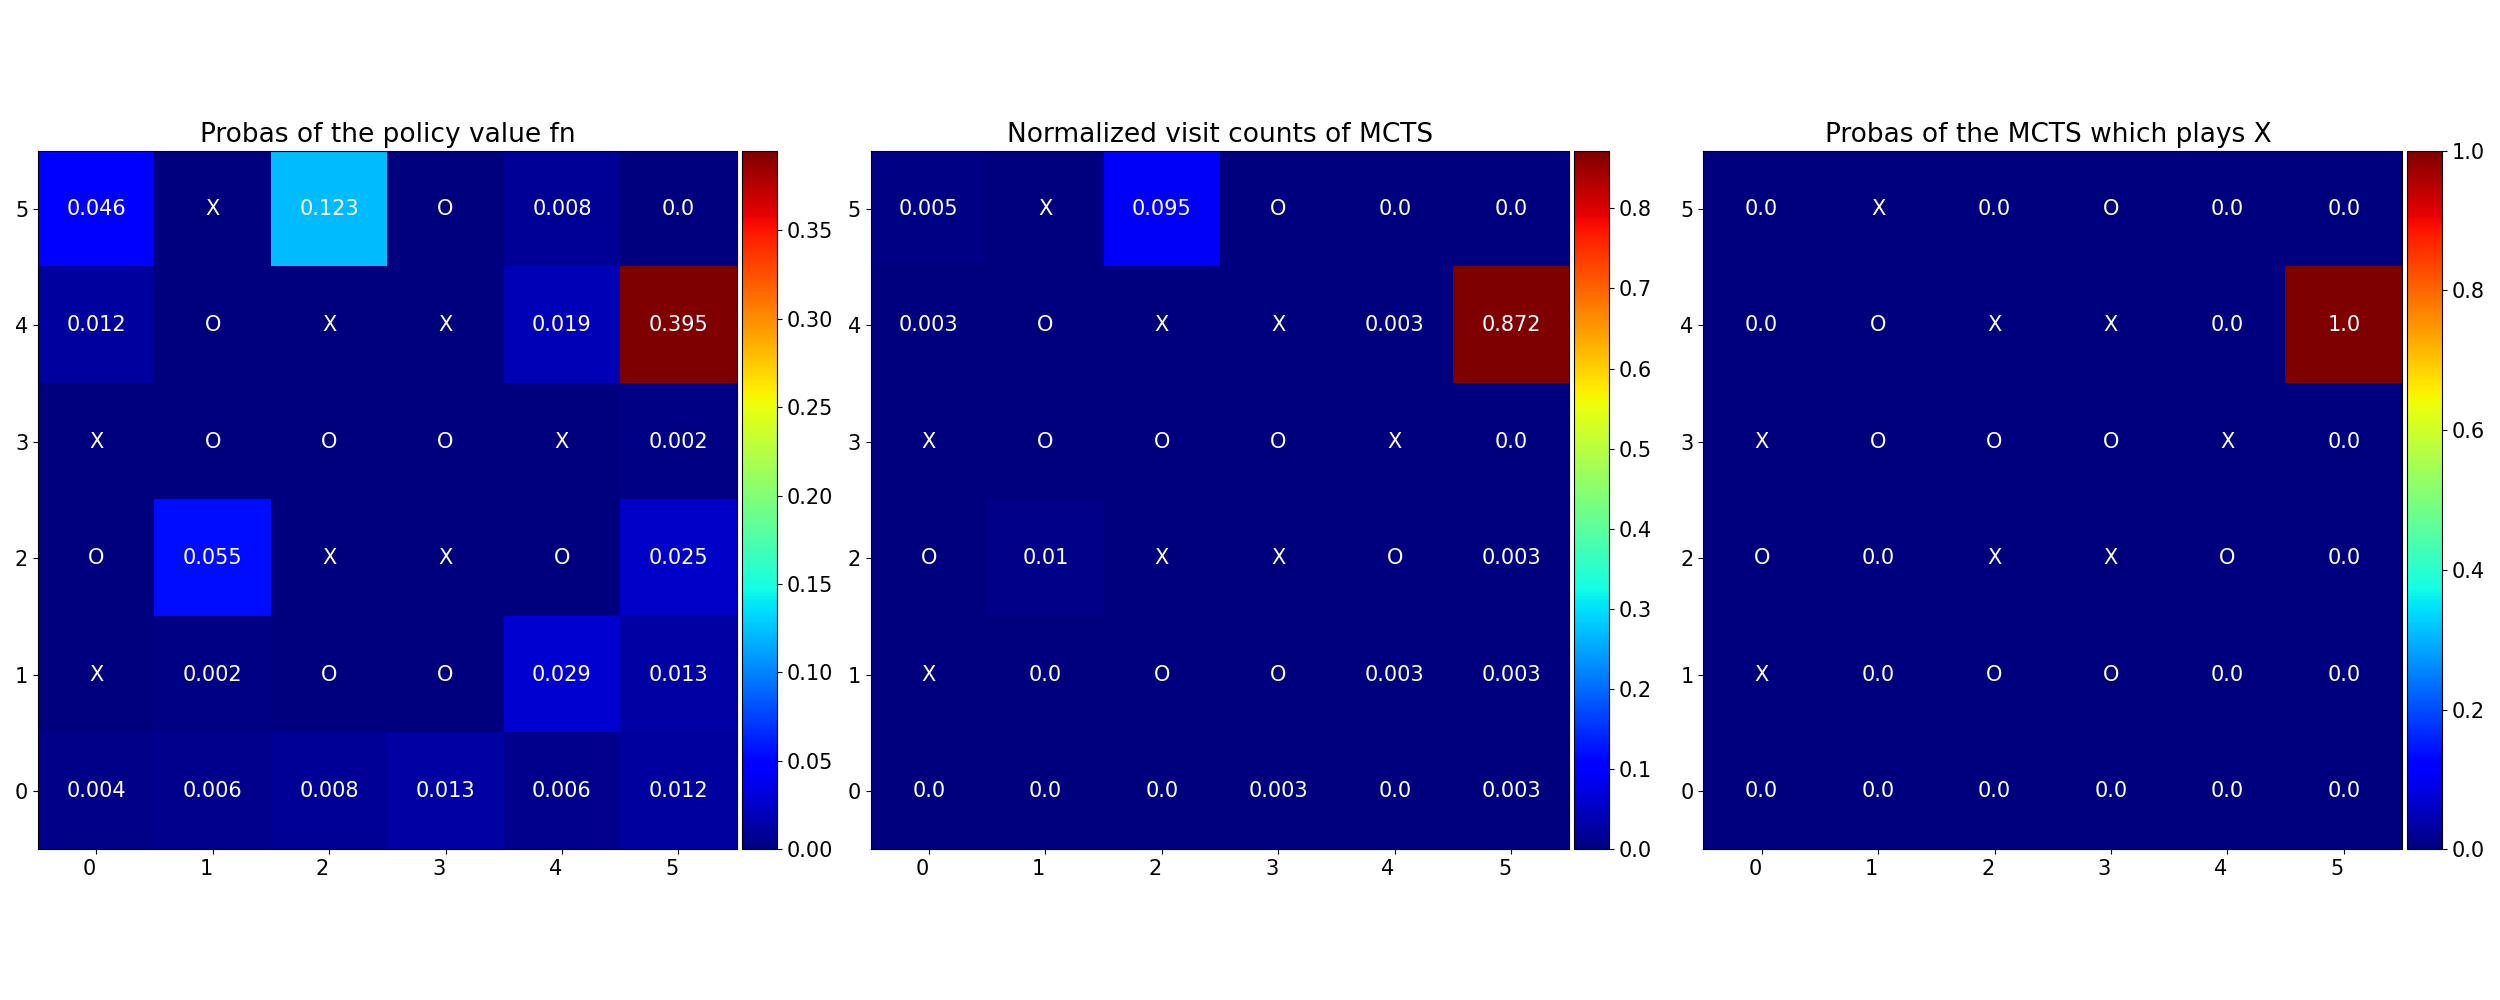 Probas of the policy value fn
5 0.046 X 0.123 O 0.008 0.0
4 0.012 O X X 0.019 0.395
3 X O O O X 0.002
2 O 0.055 X X O 0.025
1 X 0.002 O O 0.029 0.013
0 0.004 0.006 0.008 0.013 0.006 0.012
0 1 2 3 4 5
0.35
0.30
0.25
0.20
0.15
0.10
0.05
0.00
Normalized visit counts of MCTS
5 0.005 X 0.095 O 0.0 0.0
4 0.003 O X X 0.003 0.872
3 X O O O X 0.0
2 O 0.01 X X O 0.003
1 X 0.0 O O 0.003 0.003
0 0.0 0.0 0.0 0.003 0.0 0.003
0 1 2 3 4 5
0.8
0.7
0.6
0.5
0.4
0.3
0.2
0.1
0.0
Probas of the MCTS which plays X
5 0.0 X 0.0 O 0.0 0.0
4 0.0 O X X 0.0 1.0
3 X O O O X 0.0
2 O 0.0 X X O 0.0
1 X 0.0 O O 0.0 0.0
0 0.0 0.0 0.0 0.0 0.0 0.0
0 1 2 3 4 5
1.0
0.8
0.6
0.4
0.2
0.0